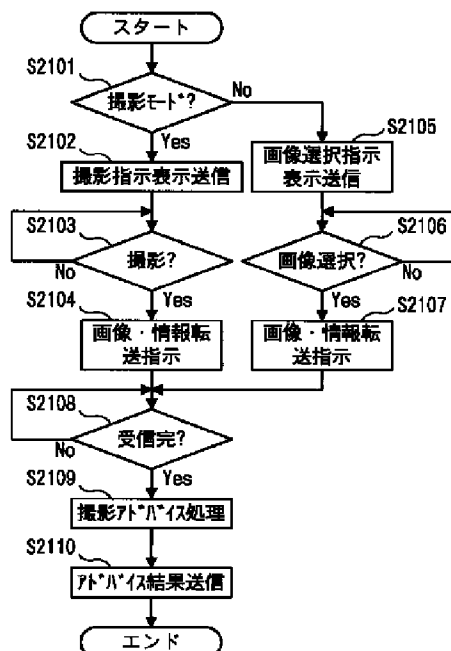 スタート
S2101
撮影ﾓｰﾄﾞ?
No
Yes
S2102
撮影指示表示送信
S2105
画像選択指示
表示送信
S2103
撮影?
No
Yes
S2106
画像選択?
No
Yes
S2104
画像・情報転
送指示
S2107
画像・情報転
送指示
S2108
受信完?
No
Yes
S2109
撮影ｱﾄﾞﾊﾞｲｽ処理
S2110
ｱﾄﾞﾊﾞｲｽ結果送信
エンド